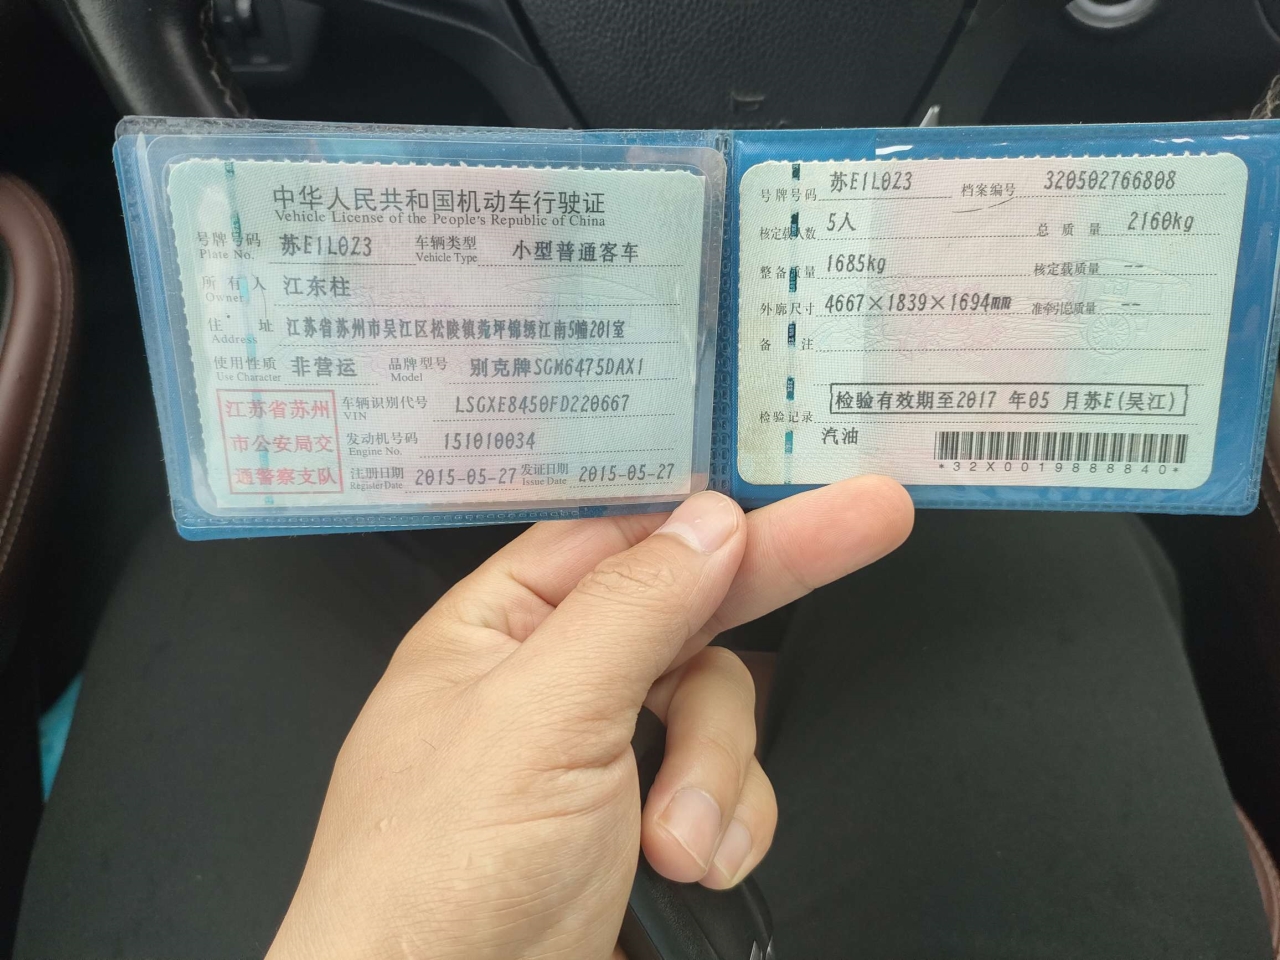 中华人民共和国机动车行驶证
Vehicle License of the People's Republic of China
号牌号码 苏E1L023 车辆类型 小型普通客车
Plate No. Vehicle Type
所有人 江东柱
Owner
住址 江苏省苏州市吴江区松陵镇菀坪锦绣江南5幢201室
Address
使用性质 非营运 品牌型号 别克牌SGM6475DAX1
Use Character Model
江苏省苏州
市公安局交
通警察支队
车辆识别代号 LSGXE8450FD220667
VIN
发动机号码 151010034
Engine No.
注册日期 2015-05-27 发证日期 2015-05-27
Register Date Issue Date
号牌号码 苏E1L023 档案编号 320502766808
核定载人数 5人 总质量 2160kg
整备质量 1685kg 核定载质量 --
外廓尺寸 4667×1839×1694mm 准牵引总质量 --
备注
检验记录 检验有效期至2017 年05 月苏E(吴江)
汽油
*32X0019888840*